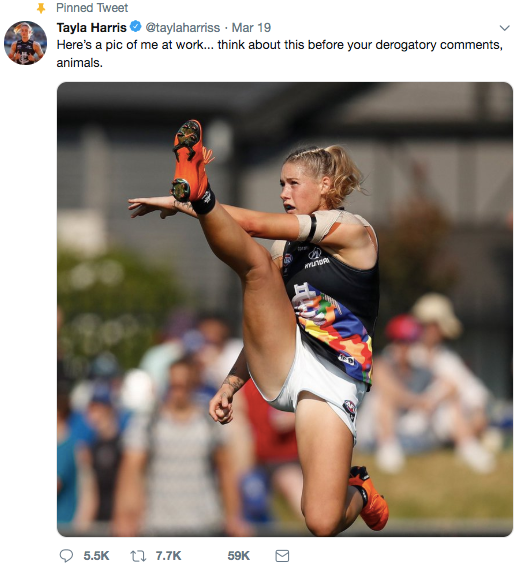 Pinned Tweet
Tayla Harris @taylaharriss · Mar 19
Here's a pic of me at work... think about this before your derogatory comments,
animals.
HYUNDAI
5.5K 7.7K 59K